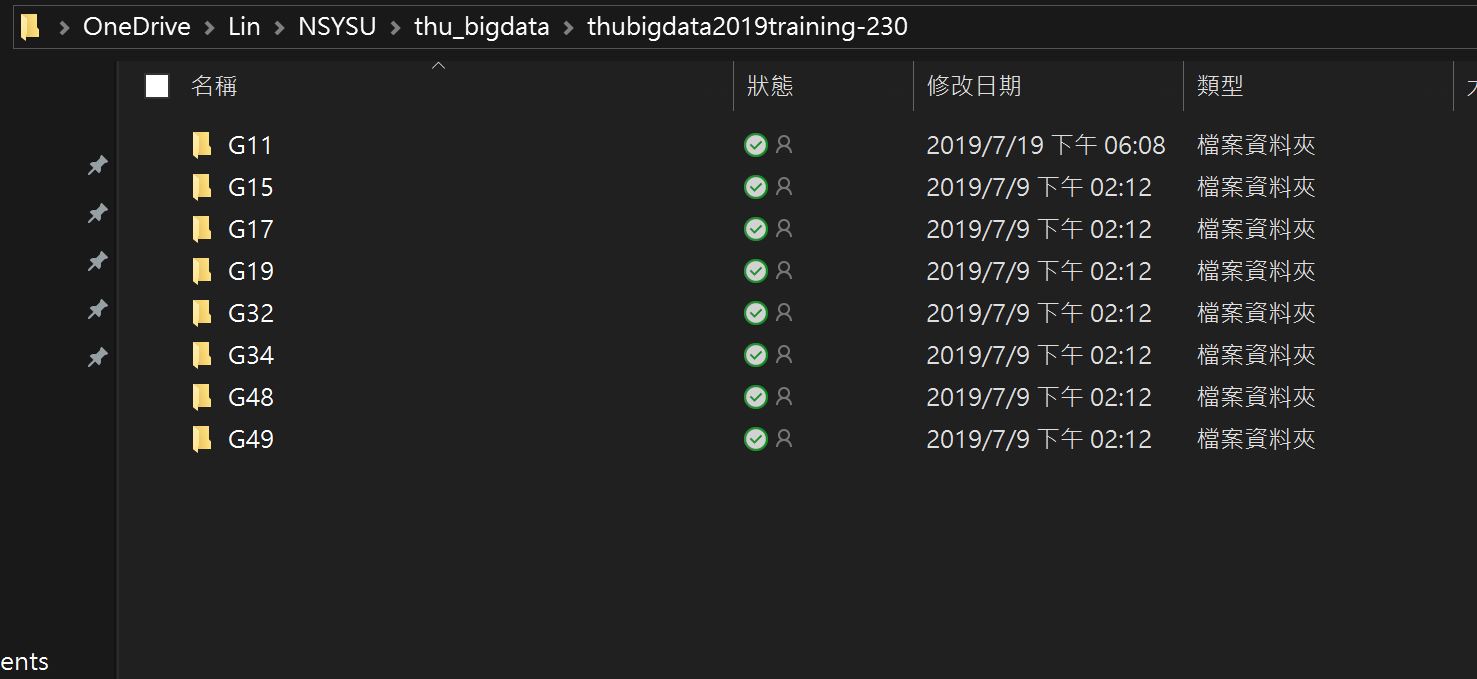 OneDrive > Lin > NSYSU > thu_bigdata > thubigdata2019training-230
名稱 狀態 修改日期 類型
G11 2019/7/19 下午 06:08 檔案資料夾
G15 2019/7/9 下午 02:12 檔案資料夾
G17 2019/7/9 下午 02:12 檔案資料夾
G19 2019/7/9 下午 02:12 檔案資料夾
G32 2019/7/9 下午 02:12 檔案資料夾
G34 2019/7/9 下午 02:12 檔案資料夾
G48 2019/7/9 下午 02:12 檔案資料夾
G49 2019/7/9 下午 02:12 檔案資料夾
ents